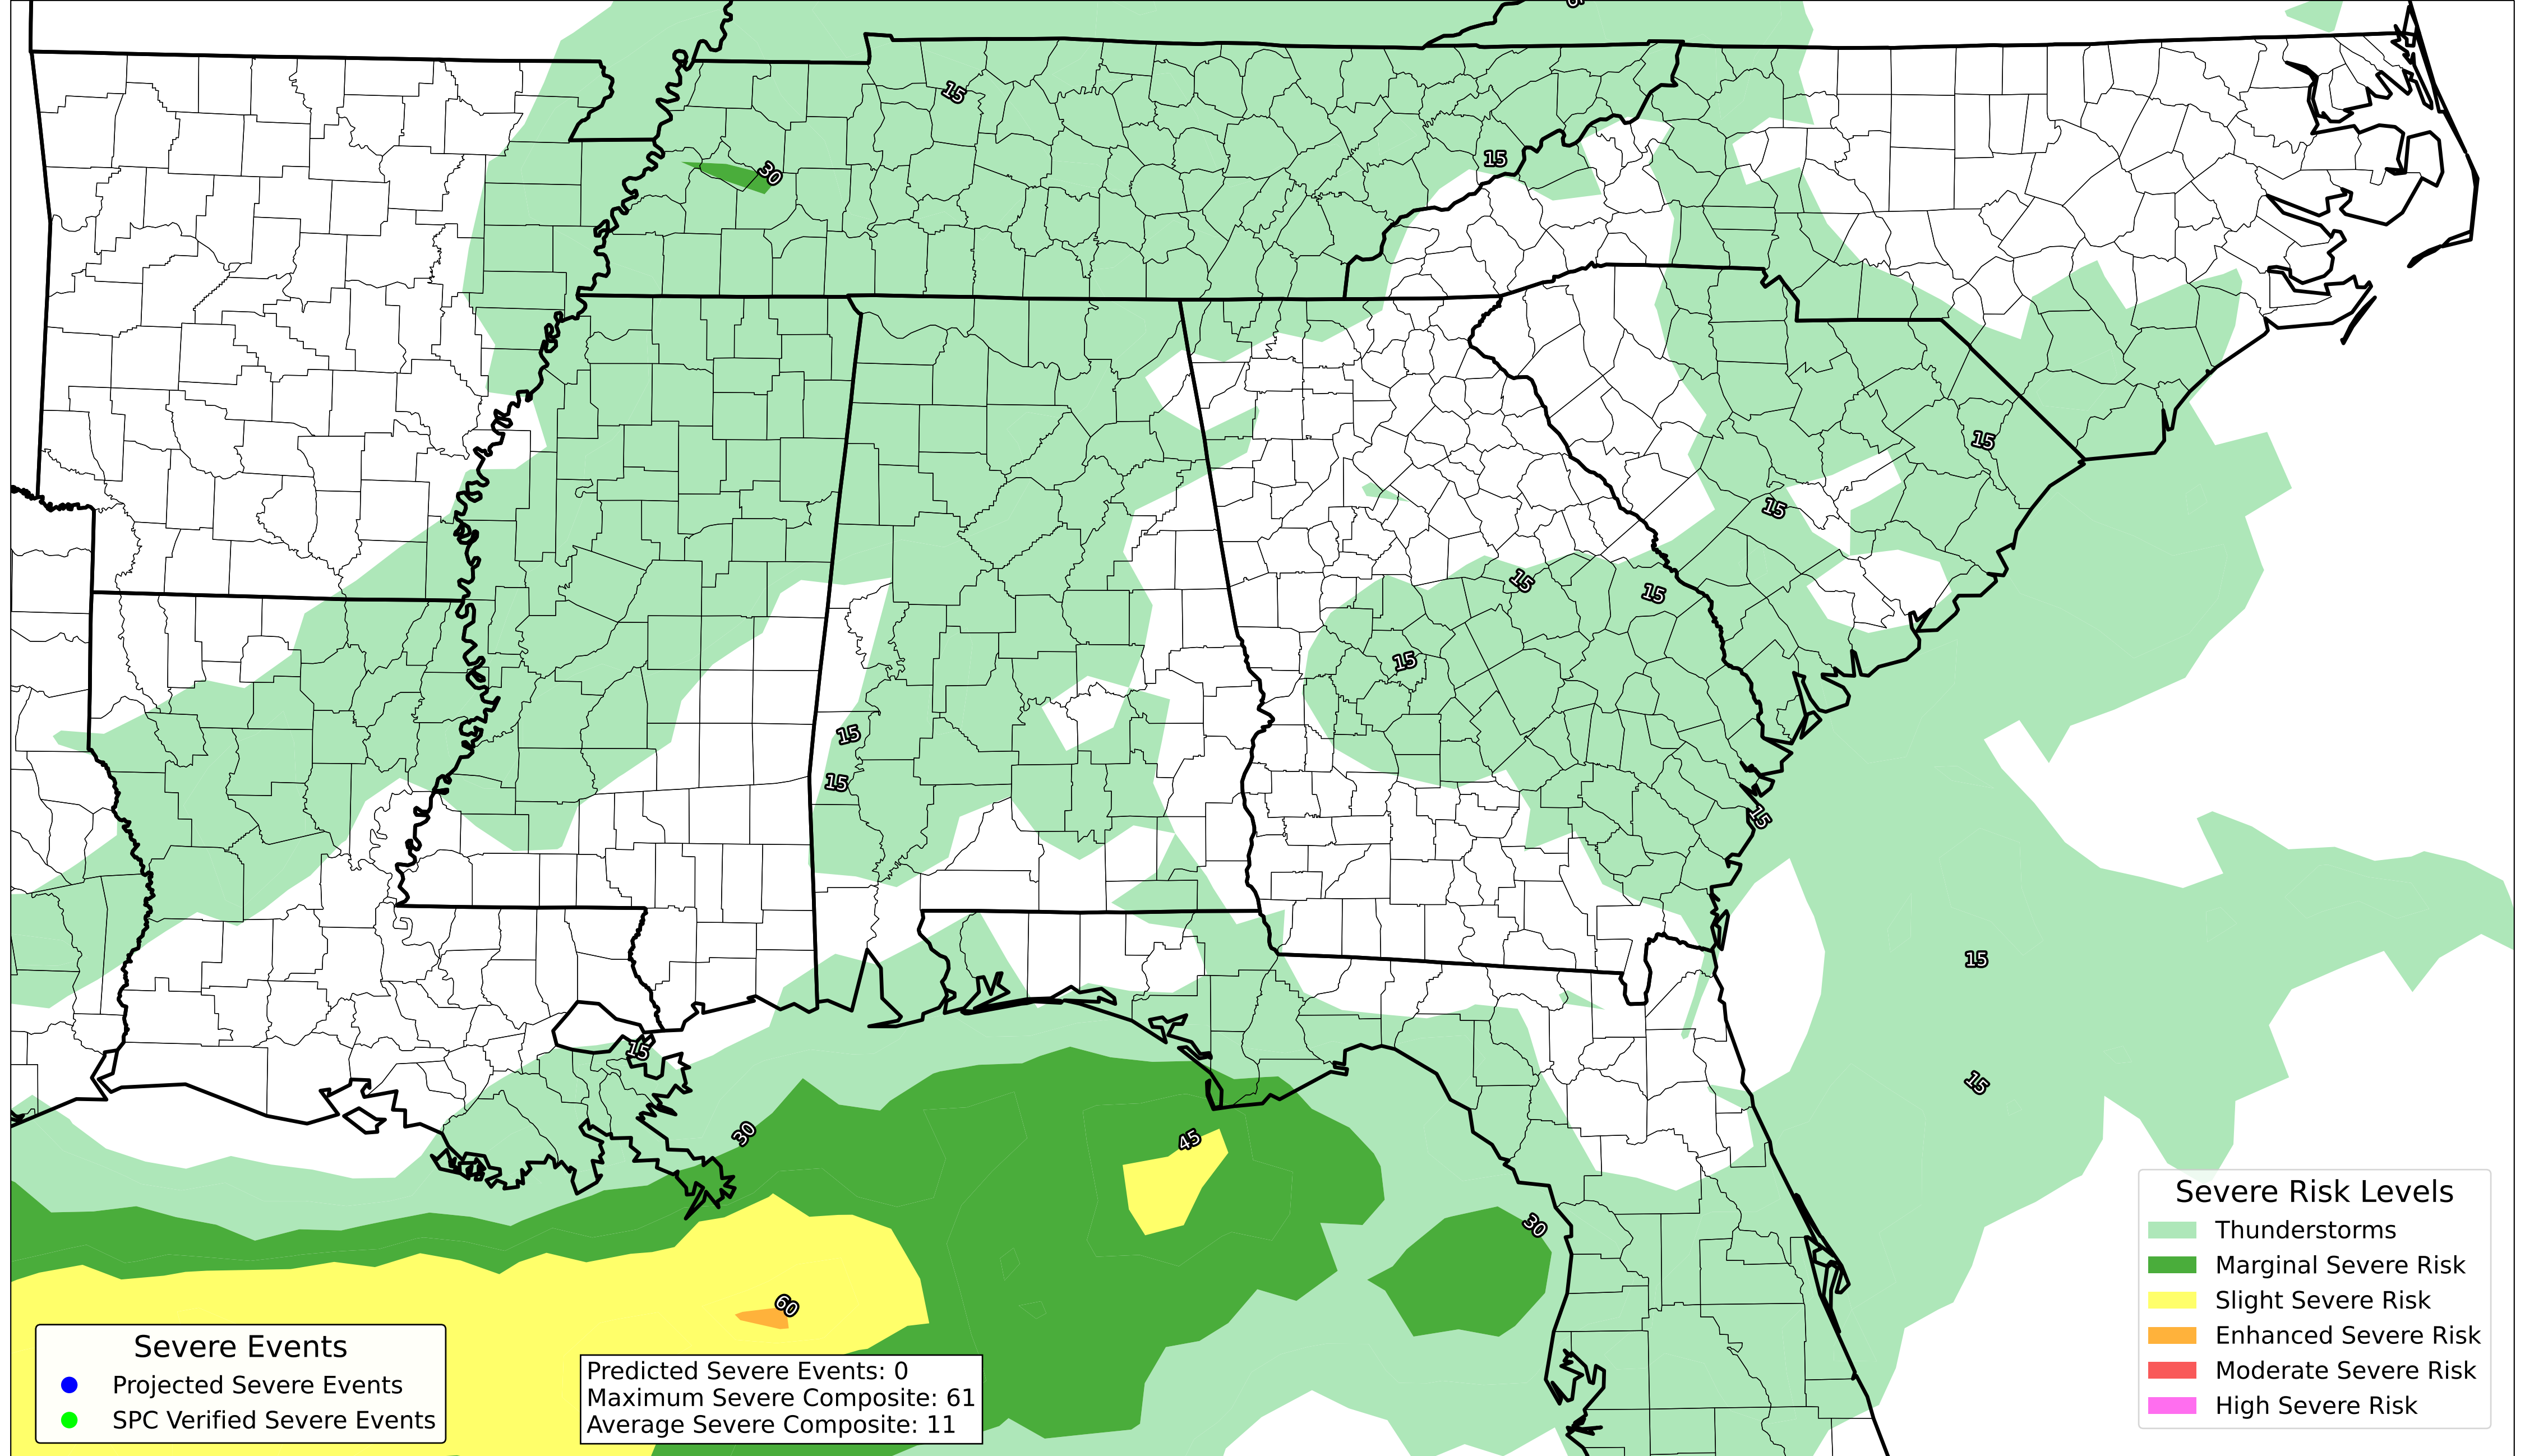 15
15
30
15
15
15
15
15
15
15
15
15
15
15
15
30
45
30
60
Severe Events
Projected Severe Events
SPC Verified Severe Events
Predicted Severe Events: 0
Maximum Severe Composite: 61
Average Severe Composite: 11
Severe Risk Levels
Thunderstorms
Marginal Severe Risk
Slight Severe Risk
Enhanced Severe Risk
Moderate Severe Risk
High Severe Risk